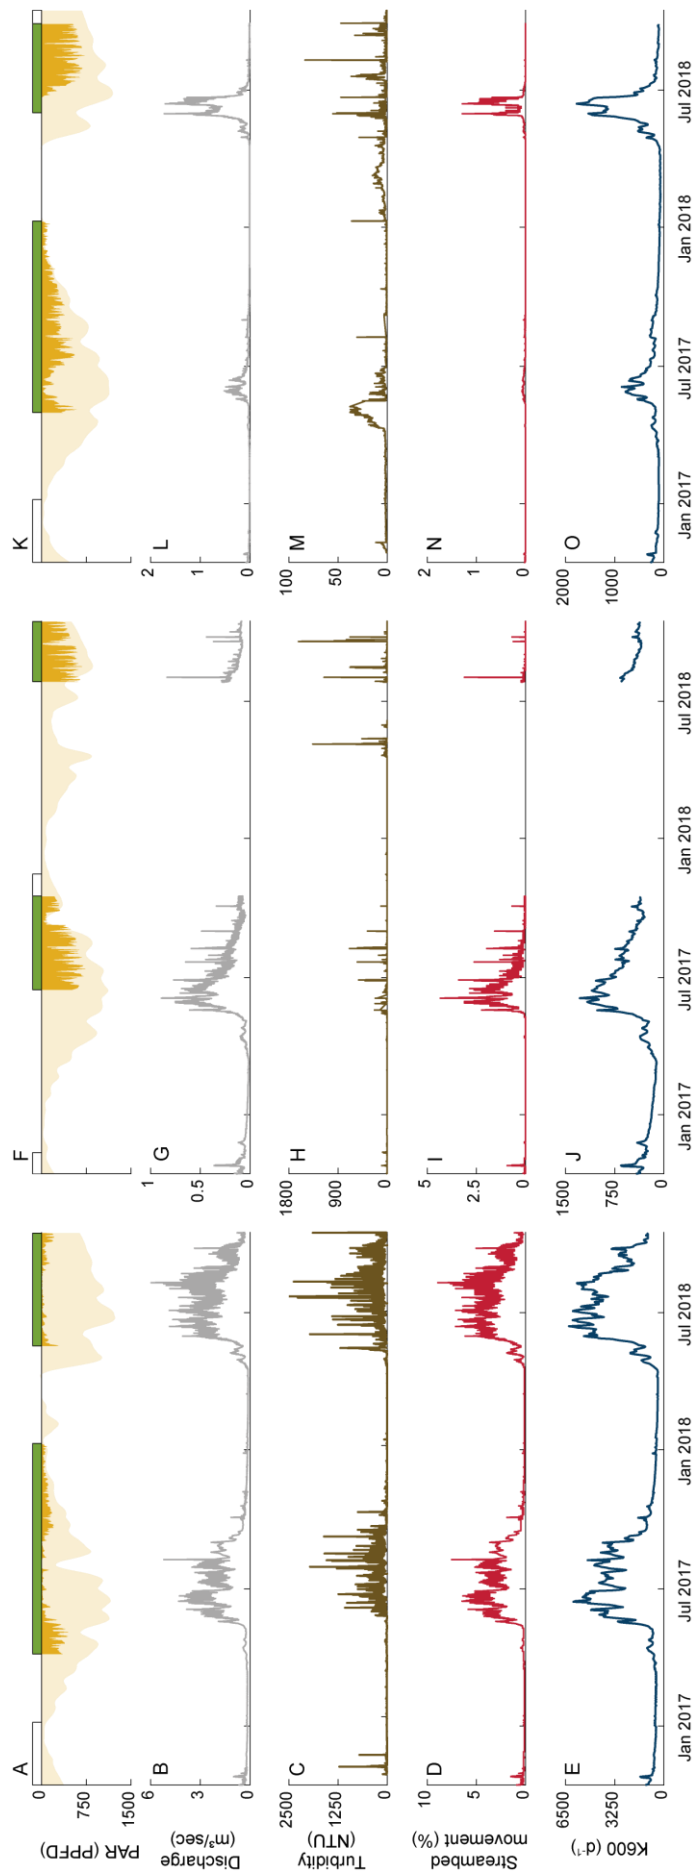 A
F
K
0
750
1500
PAR (PPFD)
B
G
L
6
3
0
1
0.5
0
2
1
0
Discharge
(m³/sec)
C
H
M
2500
1250
0
1800
900
0
100
50
0
Turbidity
(NTU)
D
I
N
10
5
0
5
2.5
0
2
1
0
Streambed
movement (%)
E
J
O
6500
3250
0
1500
750
0
2000
1000
0
K600 (d⁻¹)
Jan 2017
Jul 2017
Jan 2018
Jul 2018
Jan 2017
Jul 2017
Jan 2018
Jul 2018
Jan 2017
Jul 2017
Jan 2018
Jul 2018